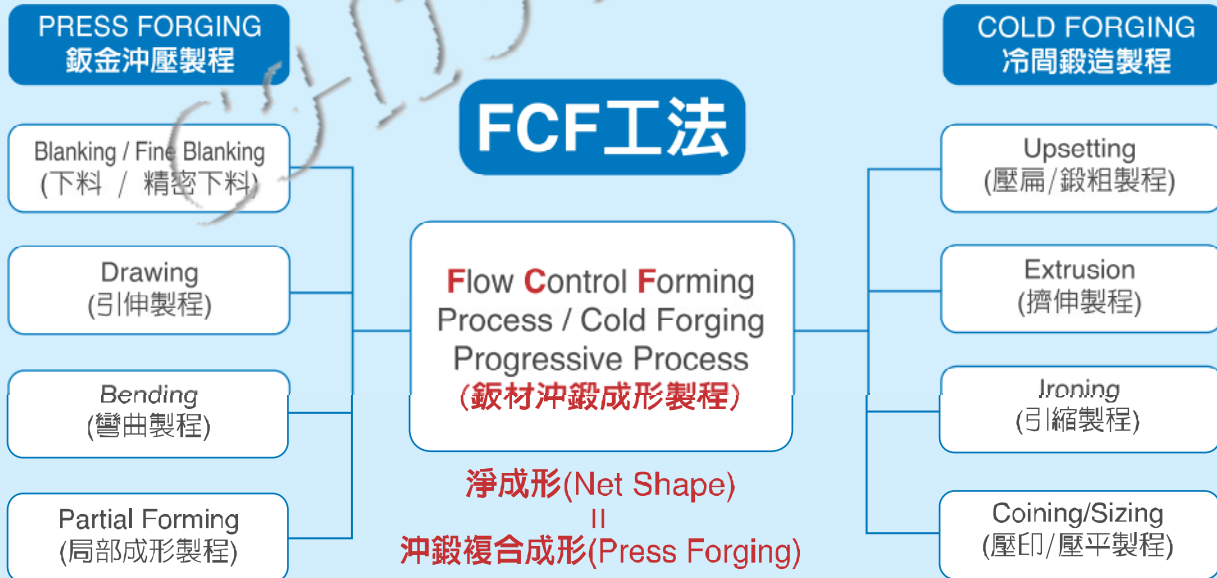 PRESS FORGING
鈑金沖壓製程
Blanking / Fine Blanking
(下料 / 精密下料)
Drawing
(引伸製程)
Bending
(彎曲製程)
Partial Forming
(局部成形製程)
FCF工法
Flow Control Forming
Process / Cold Forging
Progressive Process
(鈑材沖鍛成形製程)
淨成形(Net Shape)
=
沖鍛複合成形(Press Forging)
COLD FORGING
冷間鍛造製程
Upsetting
(壓扁/鍛粗製程)
Extrusion
(擠伸製程)
Ironing
(引縮製程)
Coining/Sizing
(壓印/壓平製程)